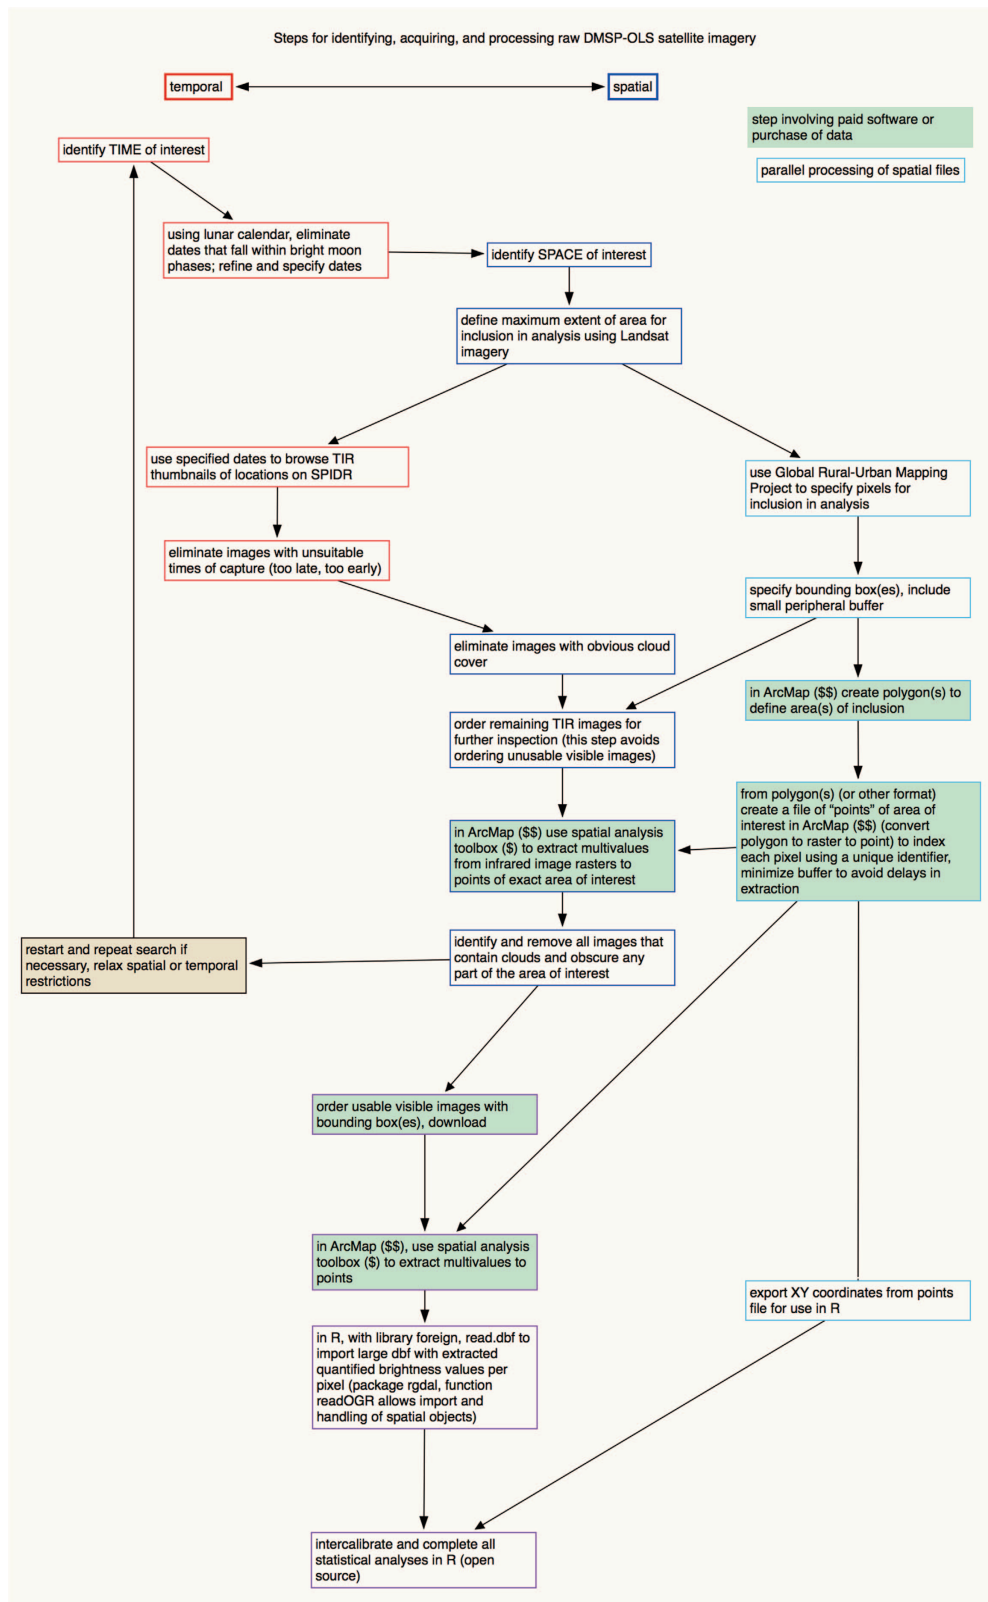 Steps for identifying, acquiring, and processing raw DMSP-OLS satellite imagery
temporal
spatial
step involving paid software or
purchase of data
parallel processing of spatial files
identify TIME of interest
using lunar calendar, eliminate
dates that fall within bright moon
phases; refine and specify dates
identify SPACE of interest
define maximum extent of area for
inclusion in analysis using Landsat
imagery
use specified dates to browse TIR
thumbnails of locations on SPIDR
use Global Rural-Urban Mapping
Project to specify pixels for
inclusion in analysis
eliminate images with unsuitable
times of capture (too late, too early)
specify bounding box(es), include
small peripheral buffer
eliminate images with obvious cloud
cover
in ArcMap ($$) create polygon(s) to
define area(s) of inclusion
order remaining TIR images for
further inspection (this step avoids
ordering unusable visible images)
from polygon(s) (or other format)
create a file of “points” of area of
interest in ArcMap ($$) (convert
polygon to raster to point) to index
each pixel using a unique identifier,
minimize buffer to avoid delays in
extraction
in ArcMap ($$) use spatial analysis
toolbox ($) to extract multivalues
from infrared image rasters to
points of exact area of interest
identify and remove all images that
contain clouds and obscure any
part of the area of interest
restart and repeat search if
necessary, relax spatial or temporal
restrictions
order usable visible images with
bounding box(es), download
in ArcMap ($$), use spatial analysis
toolbox ($) to extract multivalues to
points
export XY coordinates from points
file for use in R
in R, with library foreign, read.dbf to
import large dbf with extracted
quantified brightness values per
pixel (package rgdal, function
readOGR allows import and
handling of spatial objects)
intercalibrate and complete all
statistical analyses in R (open
source)